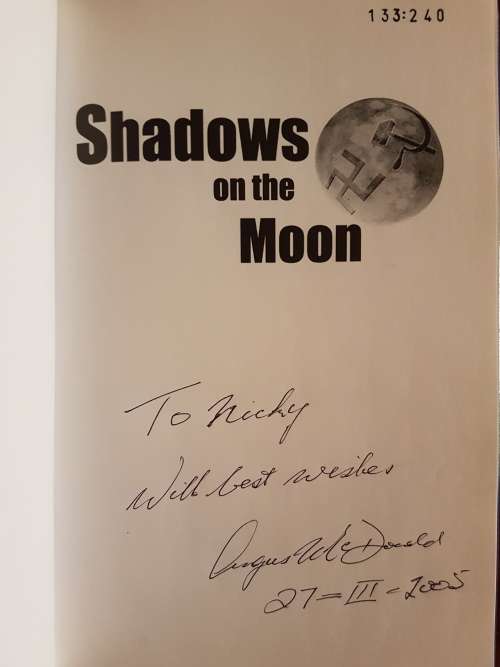 133:240
Shadows
on the
Moon
To Nicky
With best wishes
Angus McDonald
27-III-2005